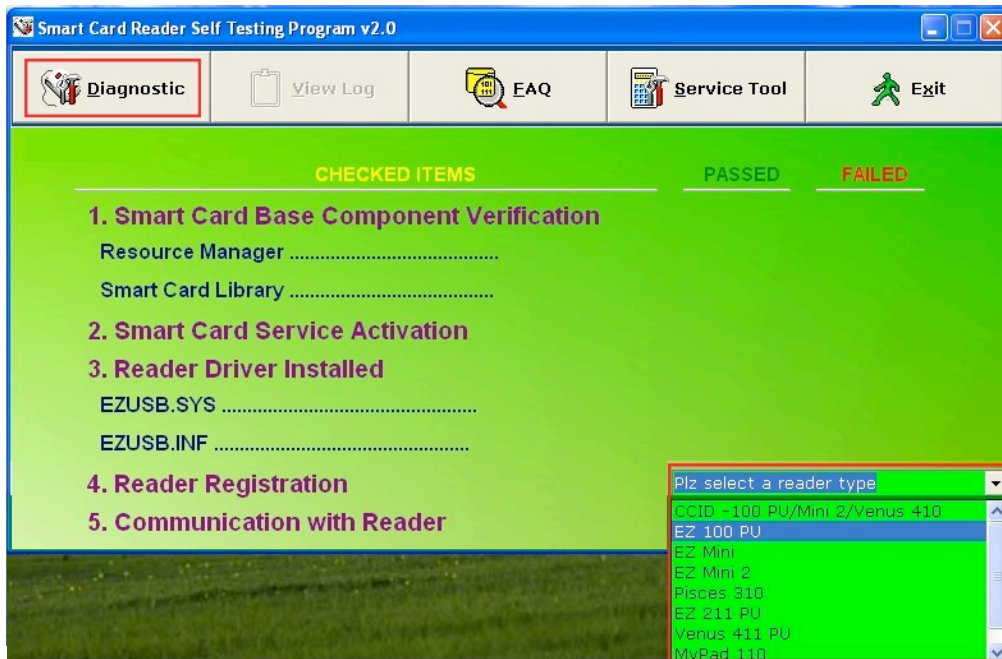 Smart Card Reader Self Testing Program v2.0
Diagnostic View Log FAQ Service Tool Exit
CHECKED ITEMS PASSED FAILED
1. Smart Card Base Component Verification
Resource Manager ..........................................
Smart Card Library .........................................
2. Smart Card Service Activation
3. Reader Driver Installed
EZUSB.SYS ...................................................
EZUSB.INF ...................................................
4. Reader Registration
5. Communication with Reader
Plz select a reader type
CCID -100 PU/Mini 2/Venus 410
EZ 100 PU
EZ Mini
EZ Mini 2
Pisces 310
EZ 211 PU
Venus 411 PU
MyPad 110